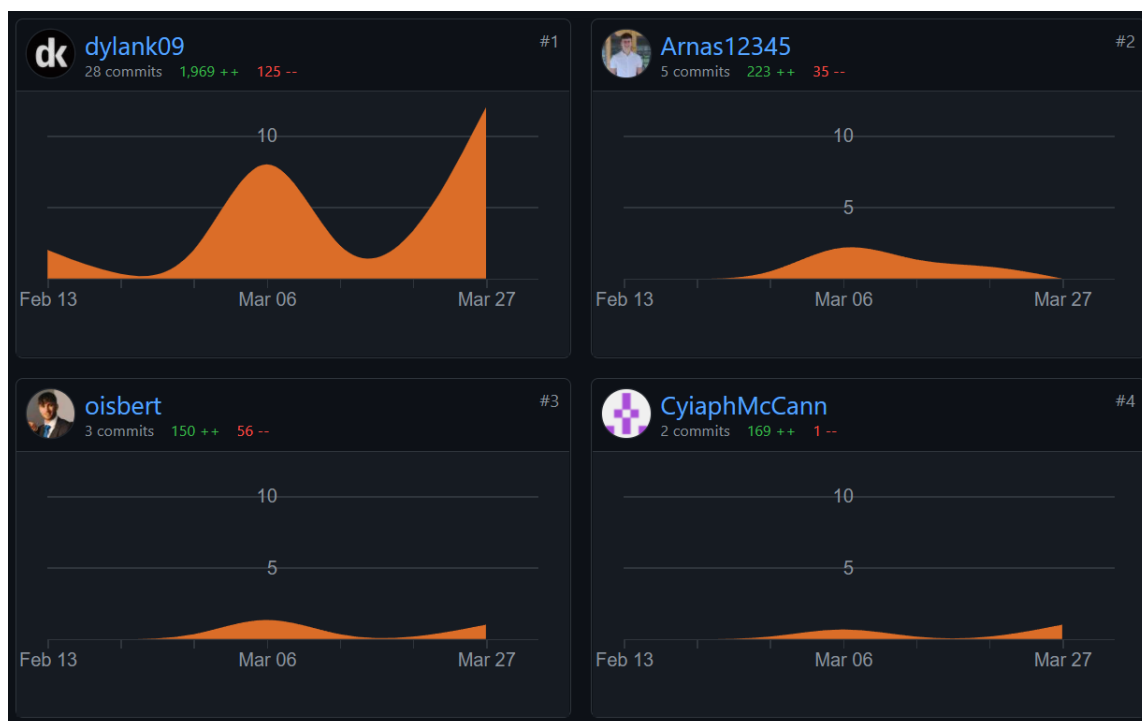 dk
dylank09
#1
28 commits 1,969 ++ 125 --
10
Feb 13 Mar 06 Mar 27
Arnas12345
#2
5 commits 223 ++ 35 --
10
5
Feb 13 Mar 06 Mar 27
oisbert
#3
3 commits 150 ++ 56 --
10
5
Feb 13 Mar 06 Mar 27
CyiaphMcCann
#4
2 commits 169 ++ 1 --
10
5
Feb 13 Mar 06 Mar 27